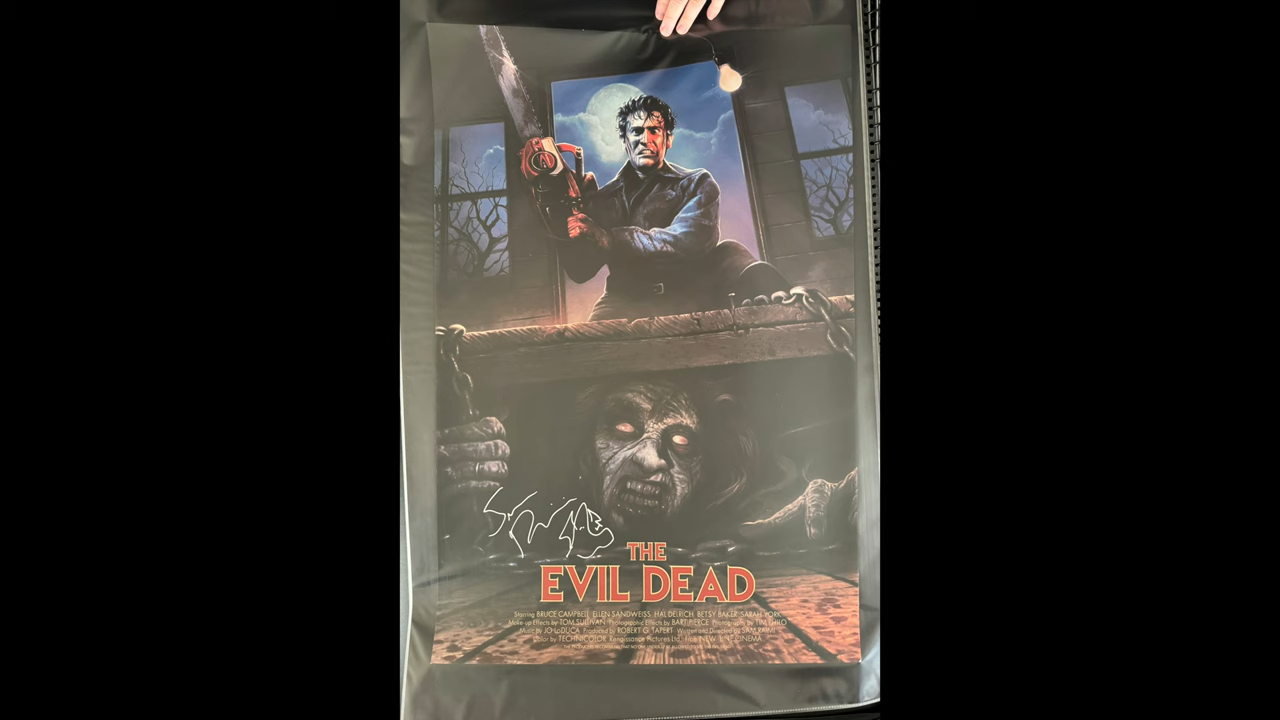 THE
EVIL DEAD
Starring BRUCE CAMPBELL ELLEN SANDWEISS HAL DELRICH BETSY BAKER SARAH YORK
Make-up Effects by TOM SULLIVAN Photographic Effects by BART PIERCE Photography by TIM PHILO
Music by JO LODUCA Produced by ROBERT G. TAPERT Written and Directed by SAM RAIMI
Color by TECHNICOLOR Renaissance Pictures Ltd. NEW LINE CINEMA